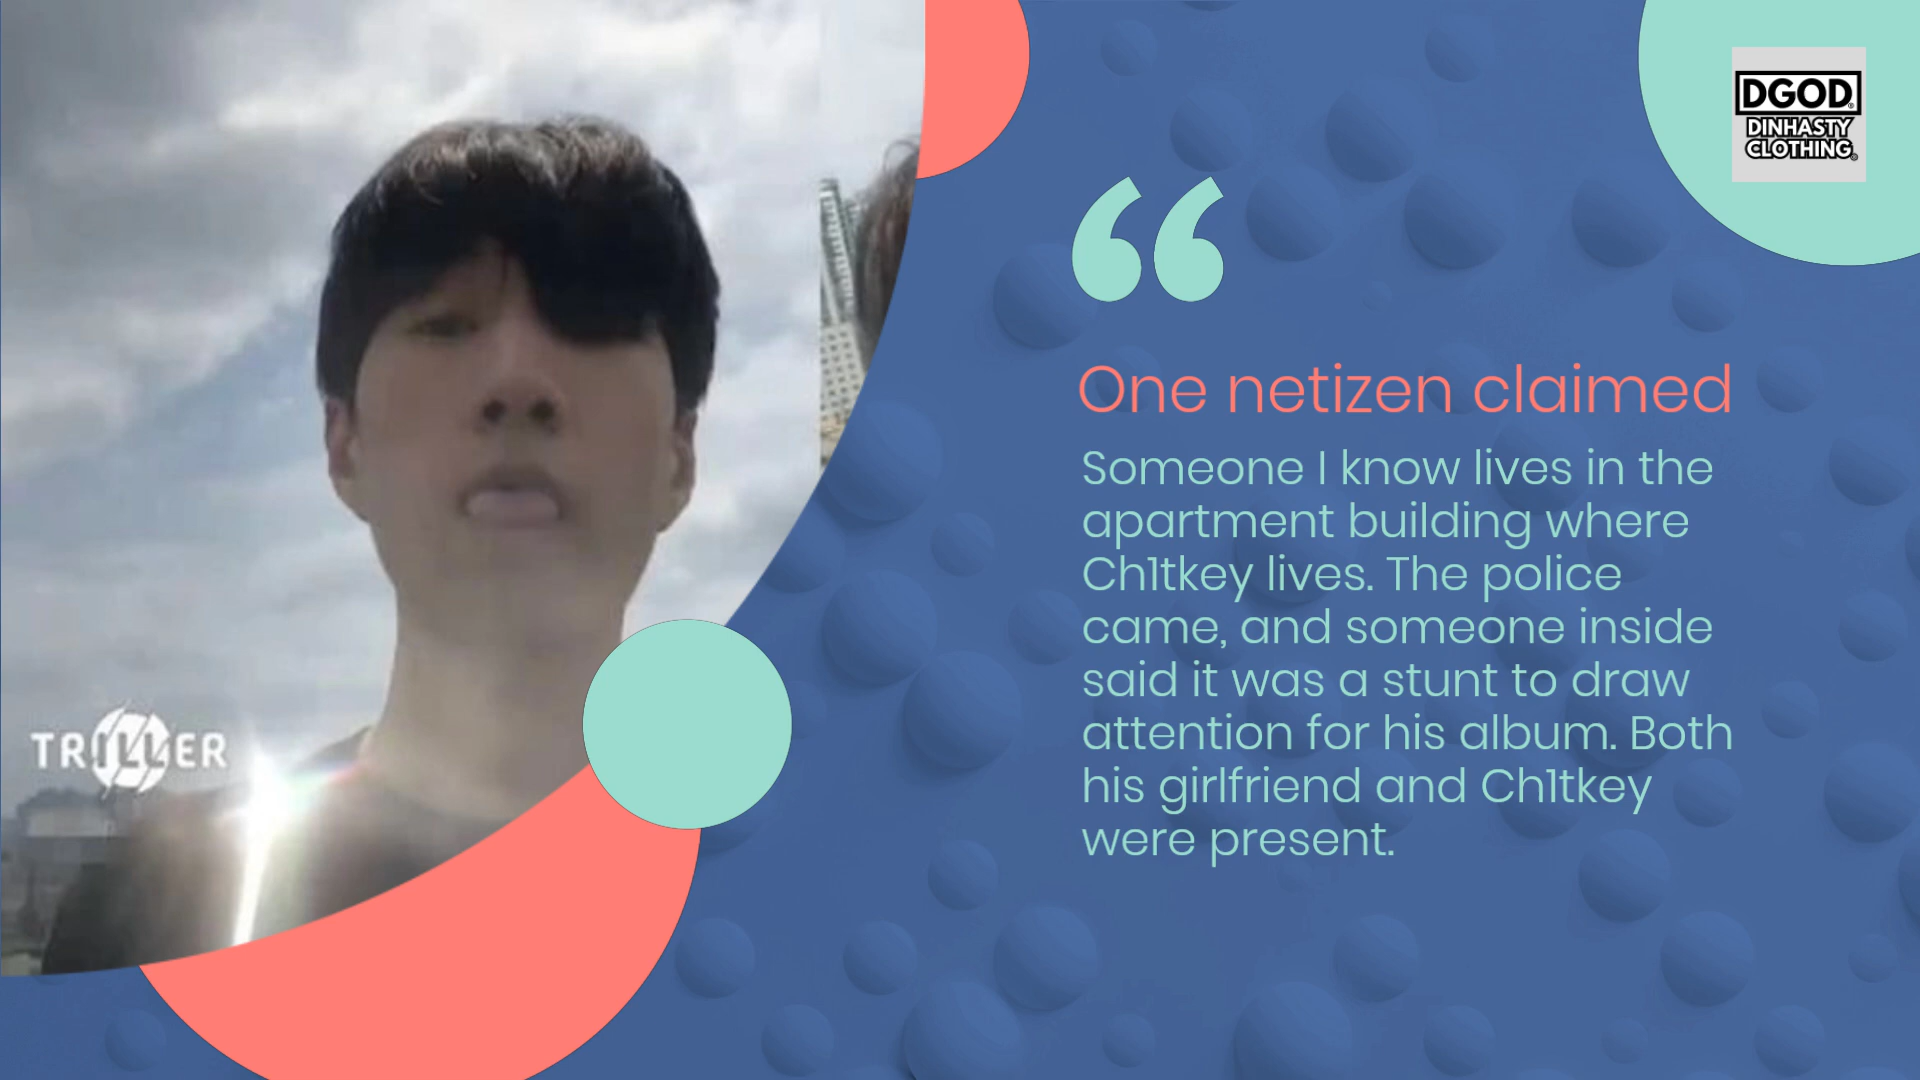 DGOD
DINHASTY
CLOTHING
“
One netizen claimed
Someone I know lives in the
apartment building where
Ch1tkey lives. The police
came, and someone inside
said it was a stunt to draw
attention for his album. Both
his girlfriend and Ch1tkey
were present.
TRILLER